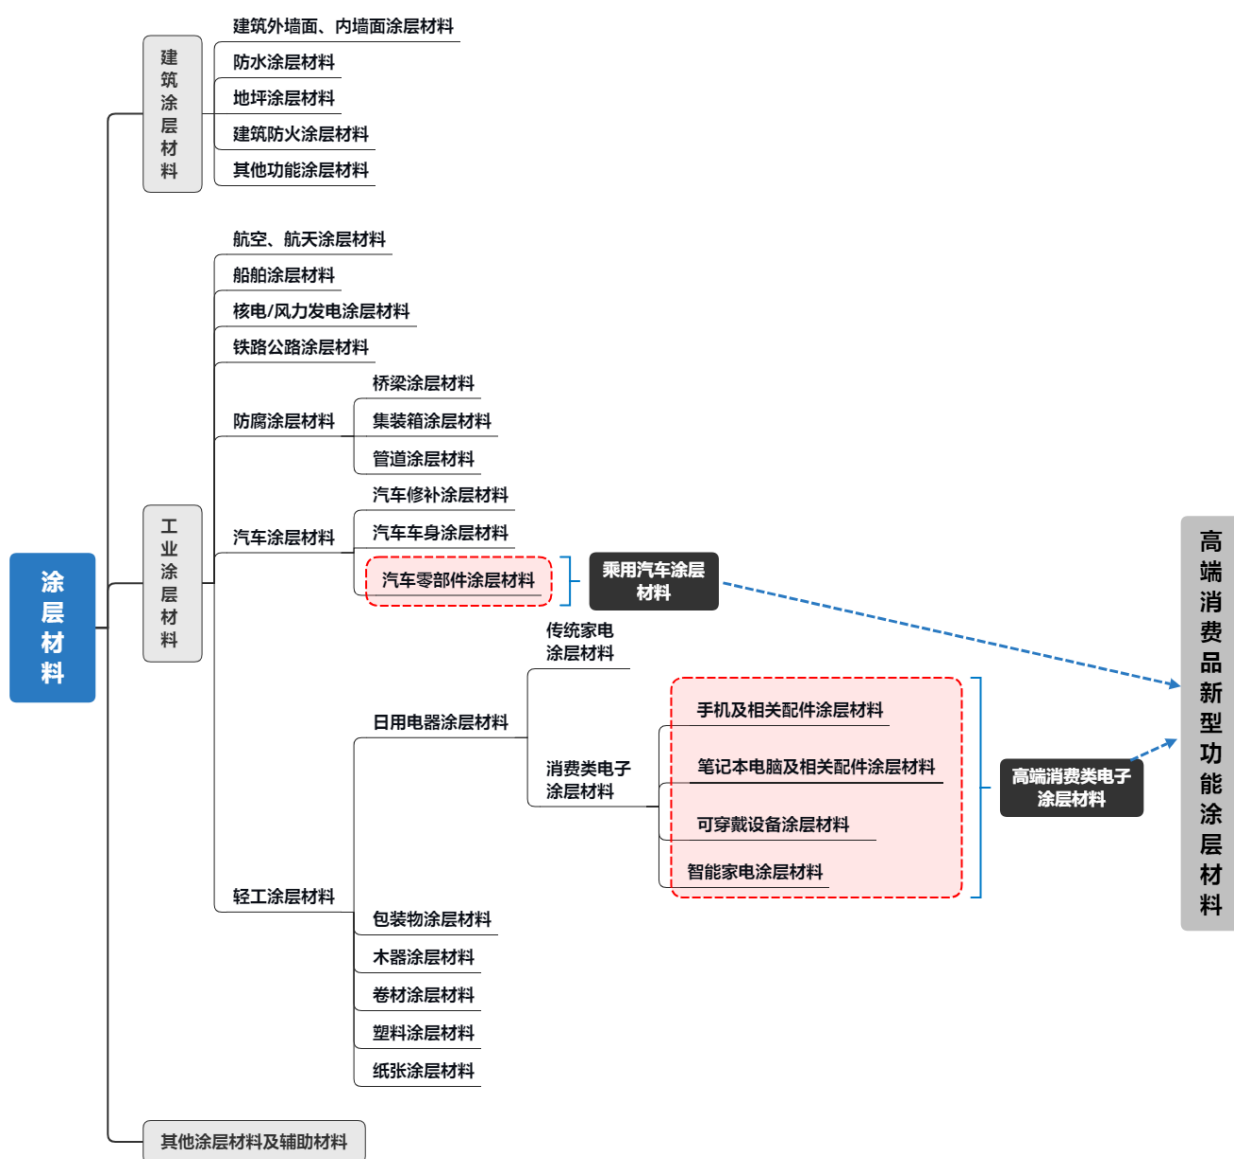 涂层材料
建筑涂层材料
建筑外墙面、内墙面涂层材料
防水涂层材料
地坪涂层材料
建筑防火涂层材料
其他功能涂层材料
工业涂层材料
航空、航天涂层材料
船舶涂层材料
核电/风力发电涂层材料
铁路公路涂层材料
防腐涂层材料
桥梁涂层材料
集装箱涂层材料
管道涂层材料
汽车涂层材料
汽车修补涂层材料
汽车车身涂层材料
汽车零部件涂层材料
乘用汽车涂层
材料
轻工涂层材料
日用电器涂层材料
传统家电
涂层材料
消费类电子
涂层材料
手机及相关配件涂层材料
笔记本电脑及相关配件涂层材料
可穿戴设备涂层材料
智能家电涂层材料
高端消费类电子
涂层材料
包装物涂层材料
木器涂层材料
卷材涂层材料
塑料涂层材料
纸张涂层材料
其他涂层材料及辅助材料
高端消费品新型功能涂层材料